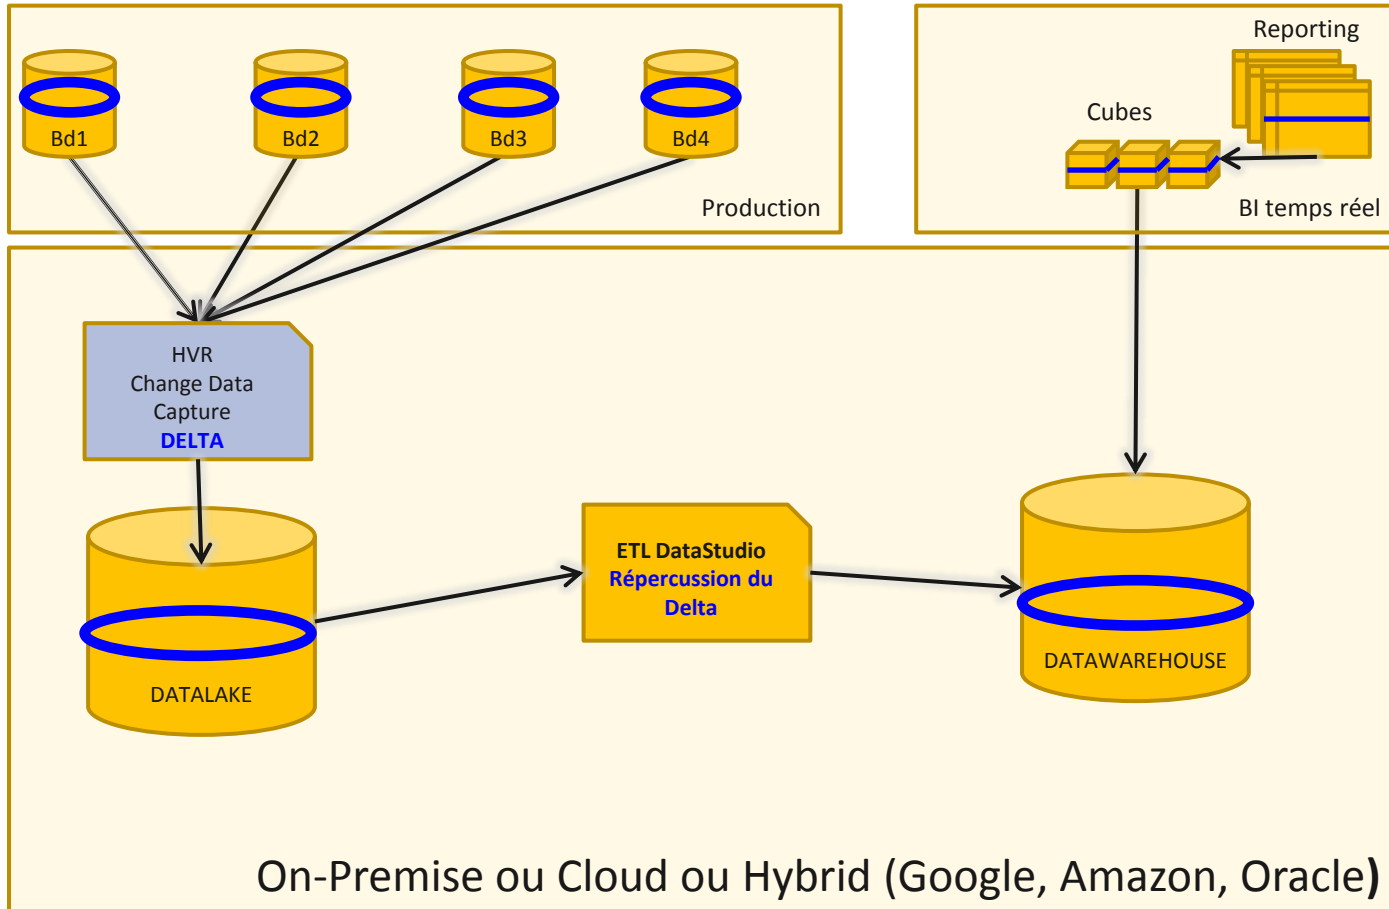 Bd1
Bd2
Bd3
Bd4
Production
Reporting
Cubes
BI temps réel
HVR
Change Data
Capture
DELTA
DATALAKE
ETL DataStudio
Répercussion du
Delta
DATAWAREHOUSE
On-Premise ou Cloud ou Hybrid (Google, Amazon, Oracle)